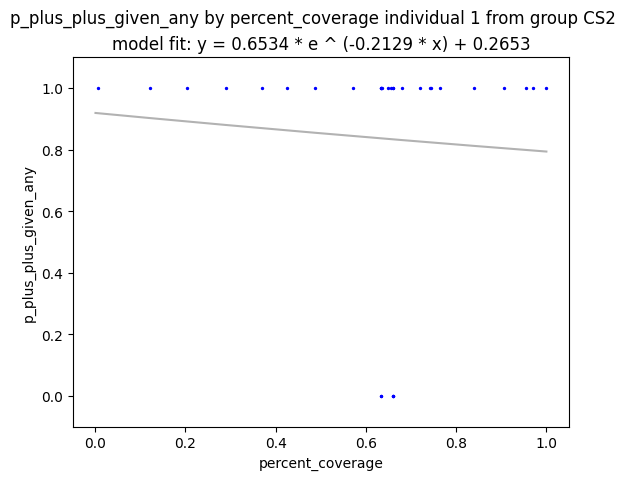 p_plus_plus_given_any by percent_coverage individual 1 from group CS2
model fit: y = 0.6534 * e ^ (-0.2129 * x) + 0.2653
1.0
0.8
0.6
0.4
0.2
0.0
p_plus_plus_given_any
0.0 0.2 0.4 0.6 0.8 1.0
percent_coverage